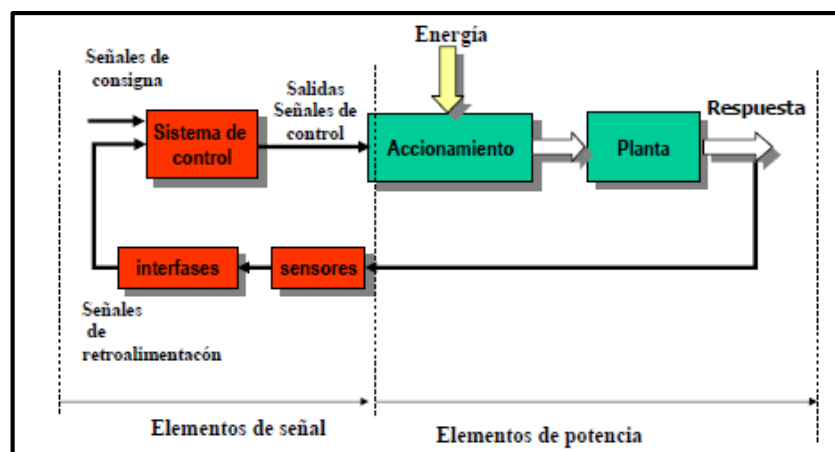 Energía
Señales de
consigna
Salidas
Señales de
control
Respuesta
Sistema de
control
Accionamiento
Planta
interfases
sensores
Señales
de
retroalimentacón
Elementos de señal
Elementos de potencia